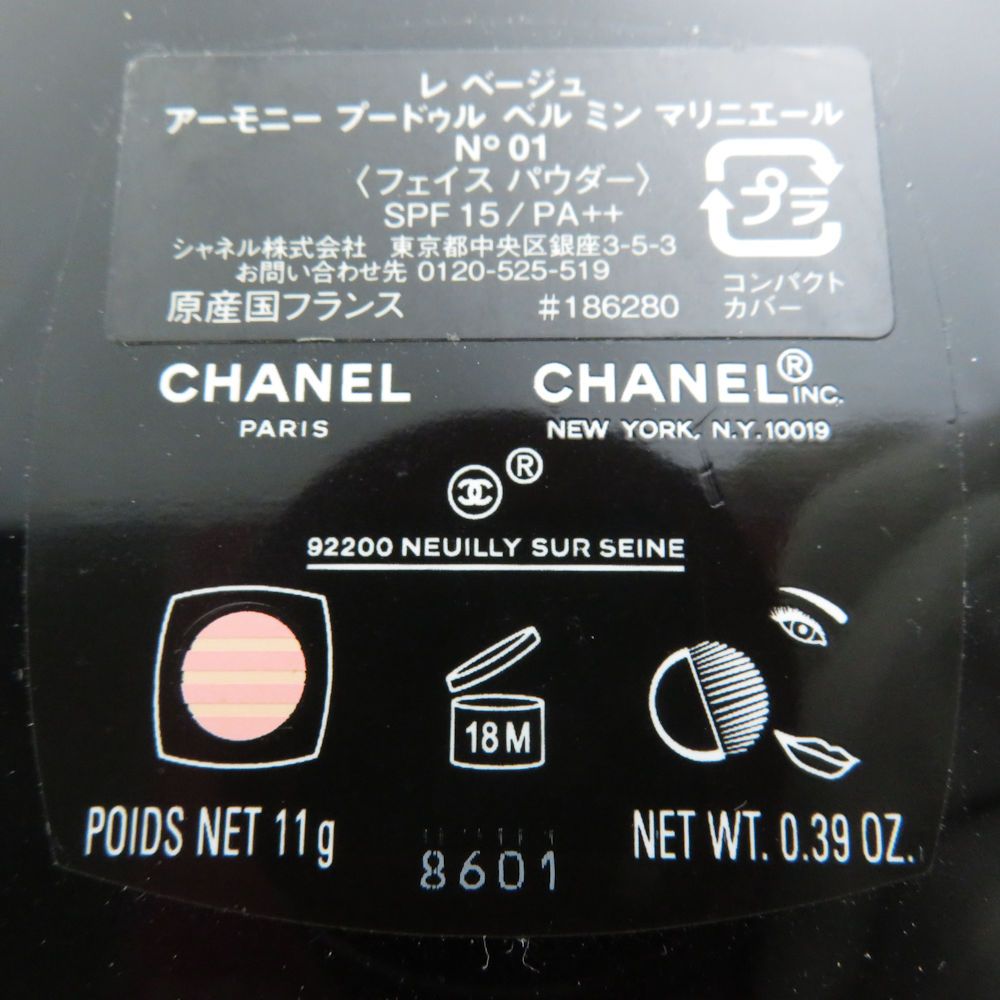 レ ベージュ
アーモニー プードゥル ベル ミン マリニエール
Nº 01
〈フェイス パウダー〉
SPF 15/PA++
シャネル株式会社 東京都中央区銀座3-5-3
お問い合わせ先 0120-525-519
原産国フランス #186280
プラ
コンパクト
カバー
CHANEL
PARIS
CHANEL® INC.
NEW YORK, N.Y. 10019
®
92200 NEUILLY SUR SEINE
18 M
POIDS NET 11 g
8601
NET WT. 0.39 OZ.